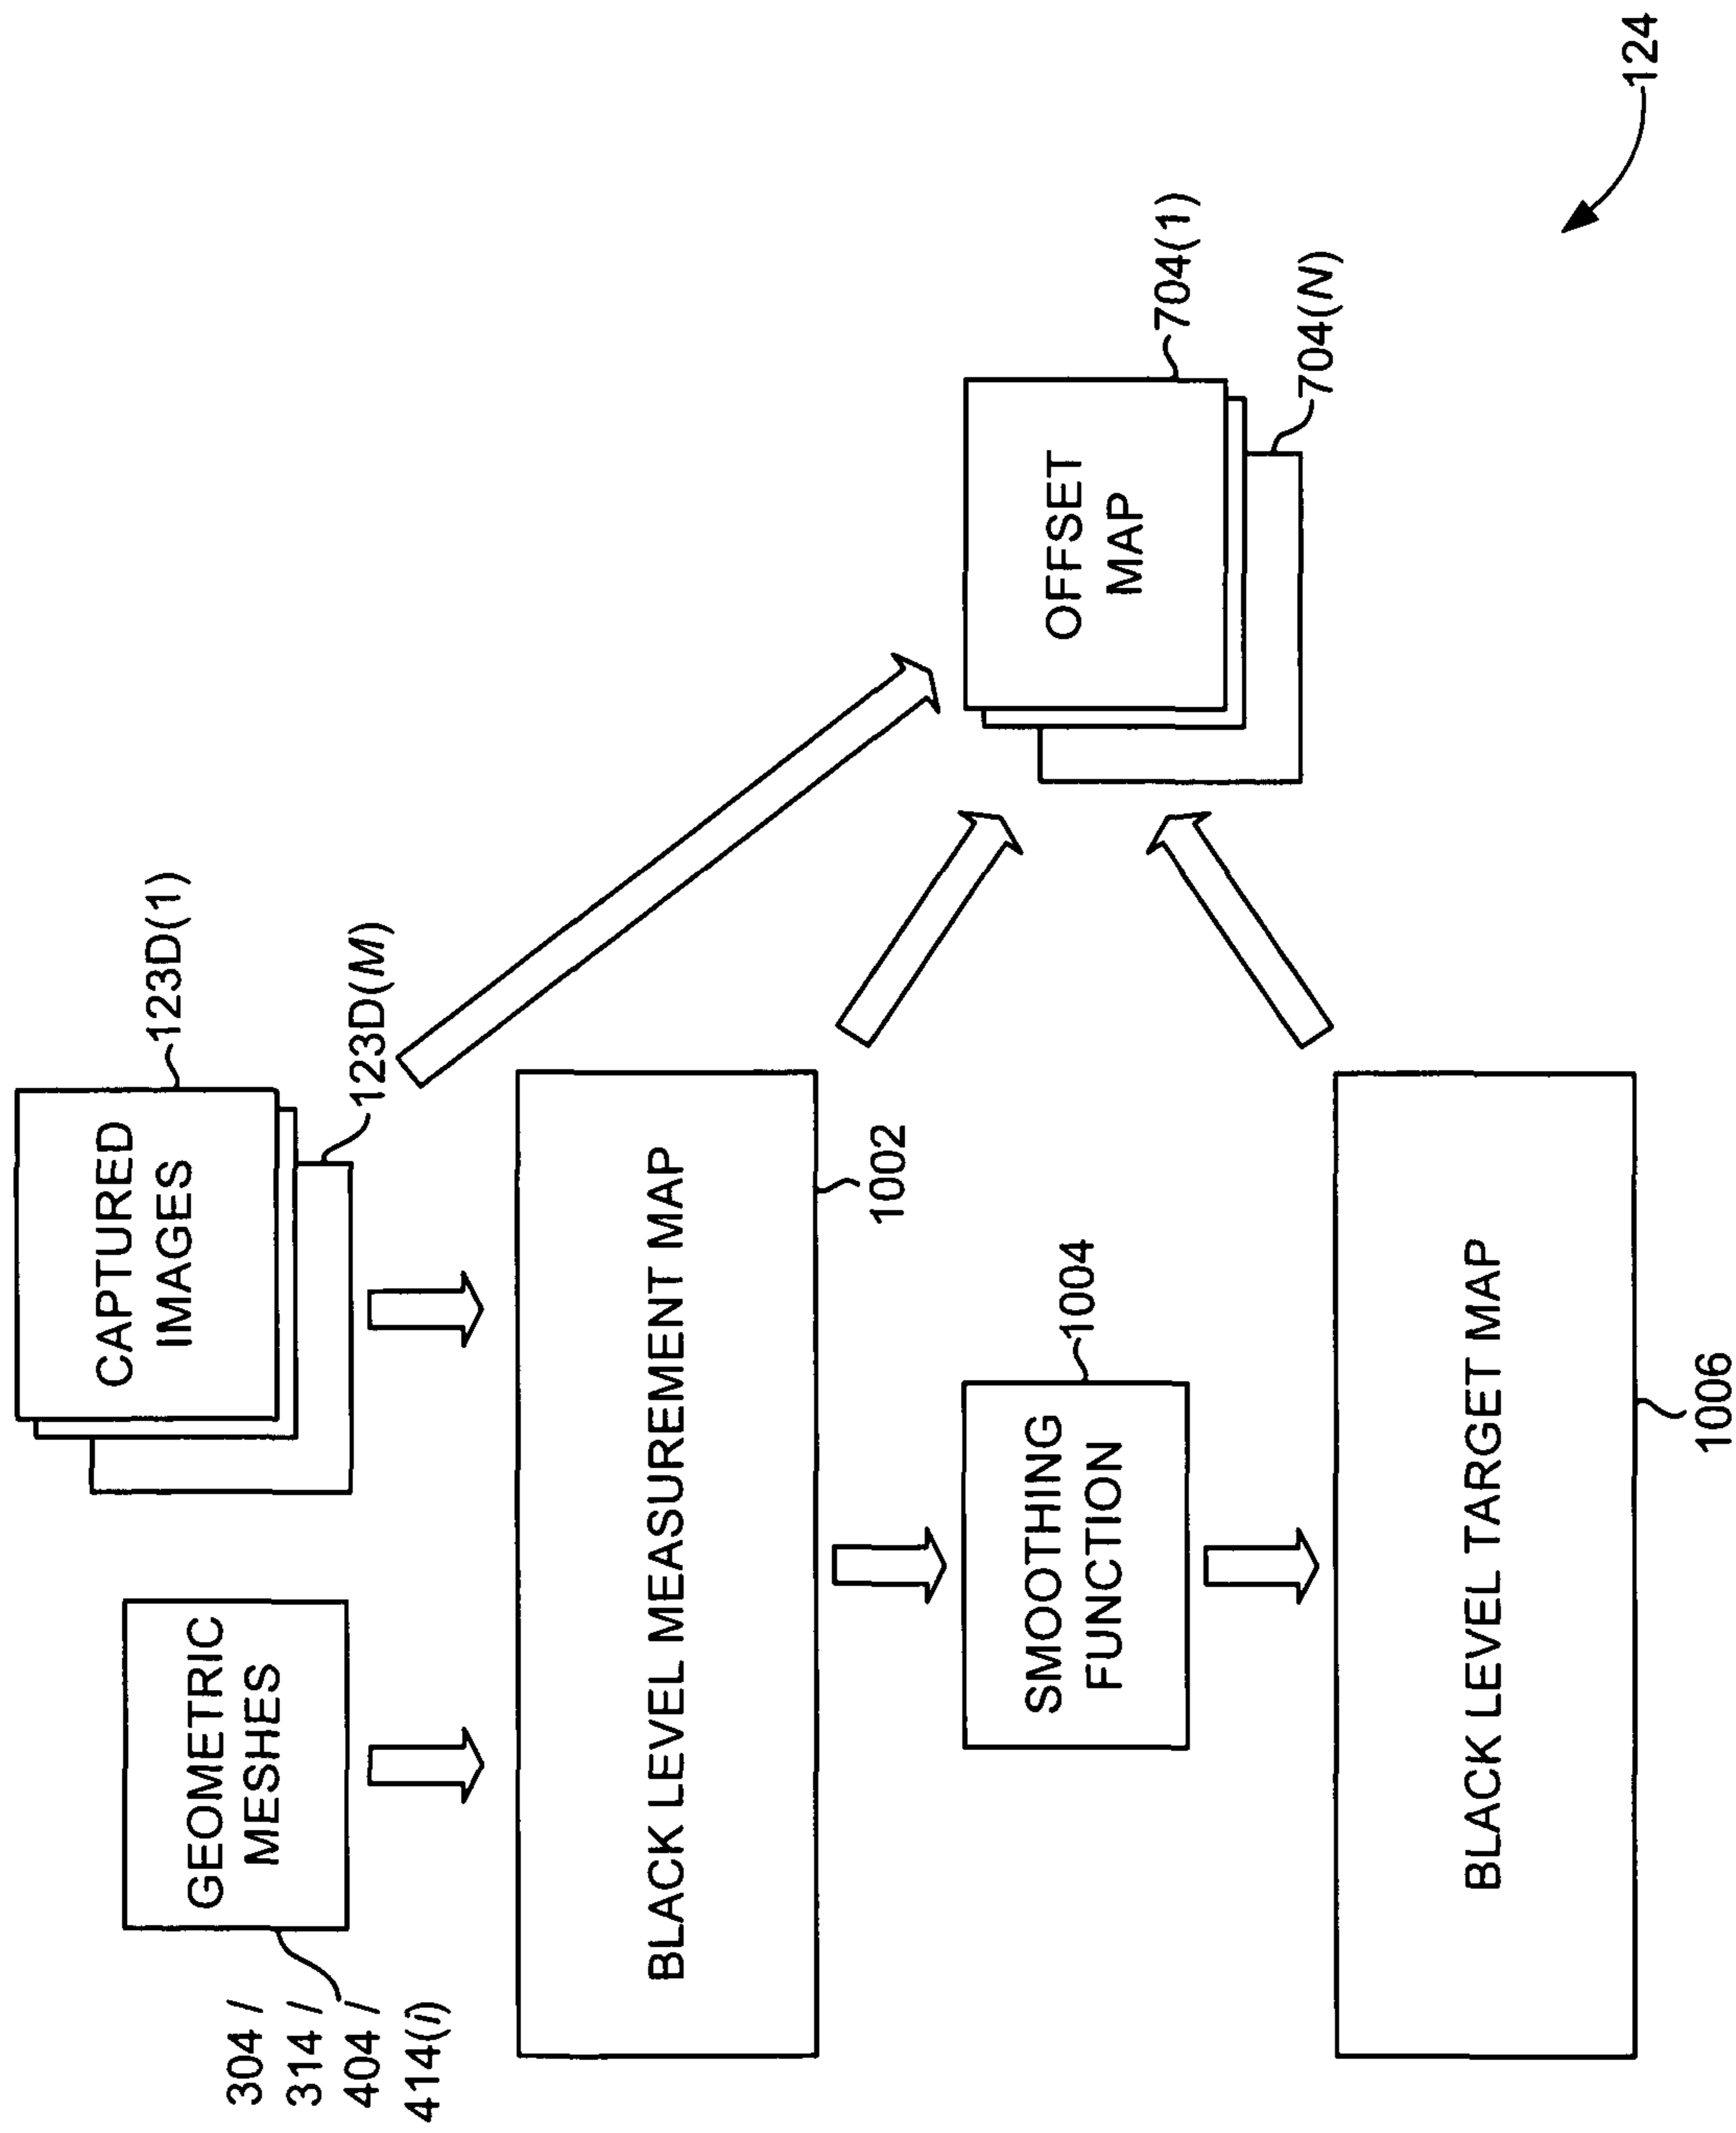 GEOMETRIC
MESHES
304 /
314 /
404 /
414(i)
CAPTURED
IMAGES
123D(1)
123D(M)
BLACK LEVEL MEASUREMENT MAP
1002
SMOOTHING
FUNCTION
1004
OFFSET
MAP
704(1)
704(N)
BLACK LEVEL TARGET MAP
1006
124